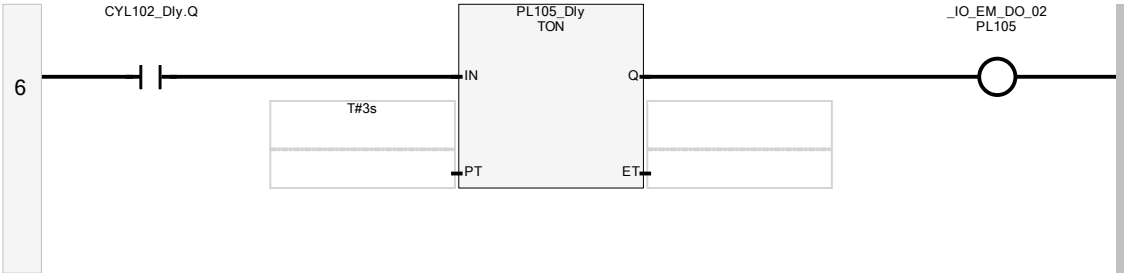 CYL102_Dly.Q
PL105_Dly
TON
_IO_EM_DO_02
PL105
6
IN
Q
T#3s
PT
ET